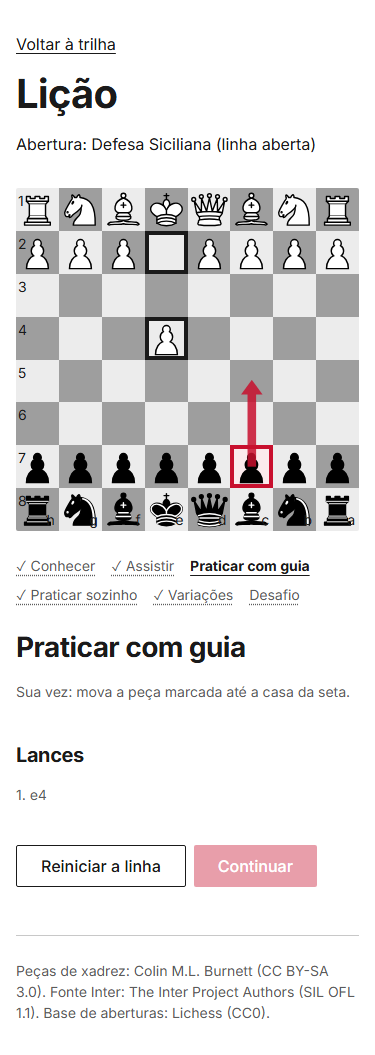 Voltar à trilha
Lição
Abertura: Defesa Siciliana (linha aberta)
1
2
3
4
5
6
7
8
h g f e d c b a
✓ Conhecer ✓ Assistir Praticar com guia
✓ Praticar sozinho ✓ Variações Desafio
Praticar com guia
Sua vez: mova a peça marcada até a casa da seta.
Lances
1. e4
Reiniciar a linha Continuar
Peças de xadrez: Colin M.L. Burnett (CC BY-SA
3.0). Fonte Inter: The Inter Project Authors (SIL OFL
1.1). Base de aberturas: Lichess (CC0).